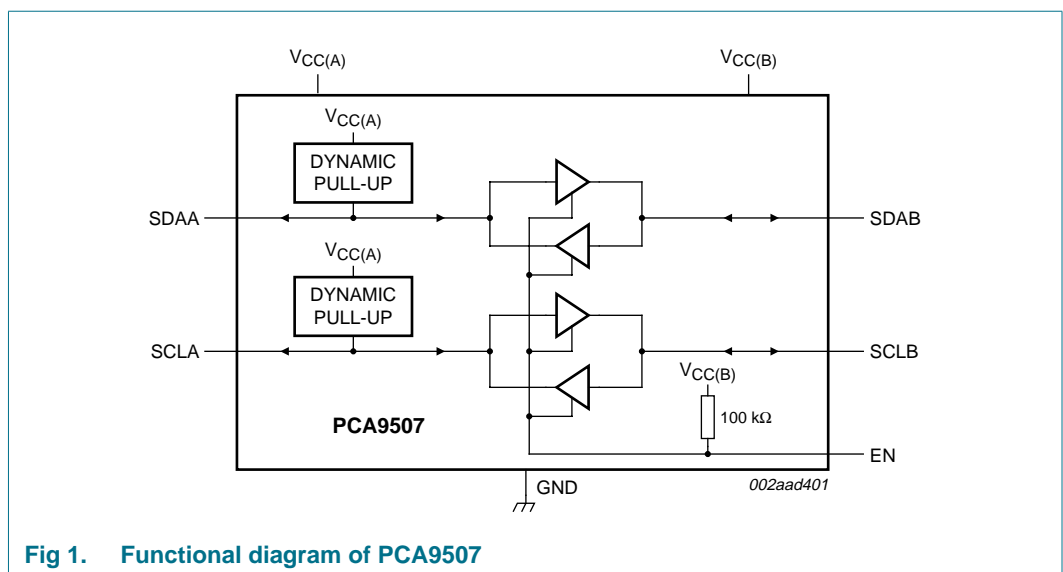 VCC(A)
VCC(B)
VCC(A)
DYNAMIC
PULL-UP
SDAA
SDAB
VCC(A)
DYNAMIC
PULL-UP
SCLA
SCLB
VCC(B)
100 kΩ
PCA9507
EN
GND
002aad401
Fig 1. Functional diagram of PCA9507